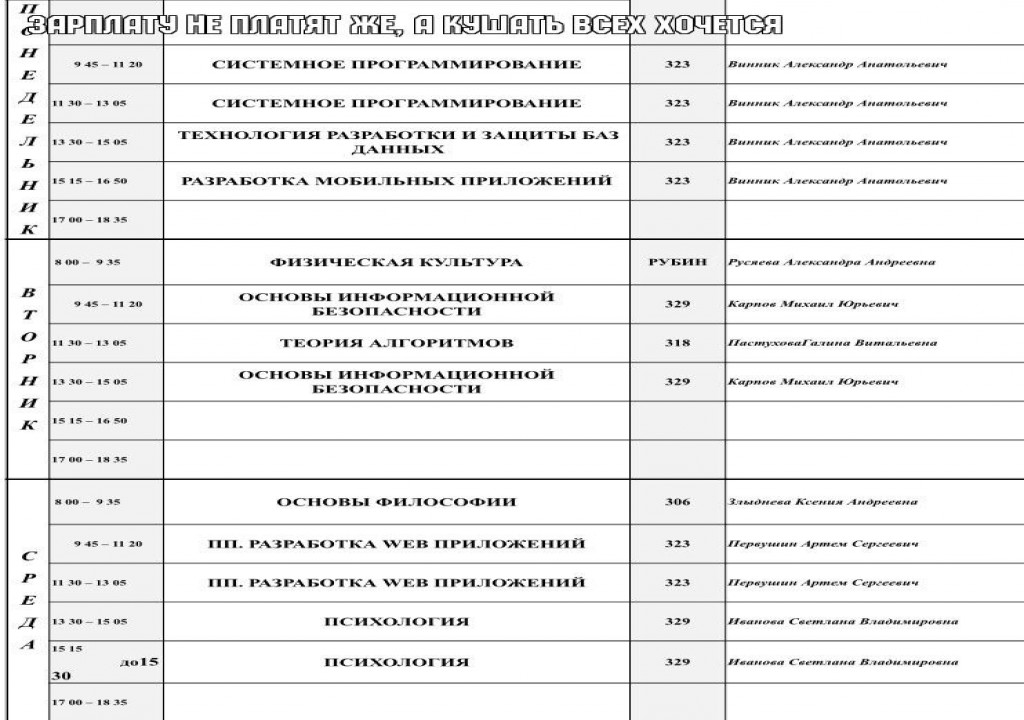 ЗАРПЛАТУ НЕ ПЛАТЯТ ЖЕ, А КУШАТЬ ВСЕХ ХОЧЕТСЯ
ПОНЕДЕЛЬНИК
9 45 – 11 20 СИСТЕМНОЕ ПРОГРАММИРОВАНИЕ 323 Винник Александр Анатольевич
11 30 – 13 05 СИСТЕМНОЕ ПРОГРАММИРОВАНИЕ 323 Винник Александр Анатольевич
13 30 – 15 05 ТЕХНОЛОГИЯ РАЗРАБОТКИ И ЗАЩИТЫ БАЗ
ДАННЫХ 323 Винник Александр Анатольевич
15 15 – 16 50 РАЗРАБОТКА МОБИЛЬНЫХ ПРИЛОЖЕНИЙ 323 Винник Александр Анатольевич
17 00 – 18 35
ВТОРНИК
8 00 – 9 35 ФИЗИЧЕСКАЯ КУЛЬТУРА РУБИН Русяева Александра Андреевна
9 45 – 11 20 ОСНОВЫ ИНФОРМАЦИОННОЙ
БЕЗОПАСНОСТИ 329 Карпов Михаил Юрьевич
11 30 – 13 05 ТЕОРИЯ АЛГОРИТМОВ 318 ПастуховаГалина Витальевна
13 30 – 15 05 ОСНОВЫ ИНФОРМАЦИОННОЙ
БЕЗОПАСНОСТИ 329 Карпов Михаил Юрьевич
15 15 – 16 50
17 00 – 18 35
СРЕДА
8 00 – 9 35 ОСНОВЫ ФИЛОСОФИИ 306 Злыднева Ксения Андреевна
9 45 – 11 20 ПП. РАЗРАБОТКА WEB ПРИЛОЖЕНИЙ 323 Первушин Артем Сергеевич
11 30 – 13 05 ПП. РАЗРАБОТКА WEB ПРИЛОЖЕНИЙ 323 Первушин Артем Сергеевич
13 30 – 15 05 ПСИХОЛОГИЯ 329 Иванова Светлана Владимировна
15 15
до15 ПСИХОЛОГИЯ 329 Иванова Светлана Владимировна
30
17 00 – 18 35